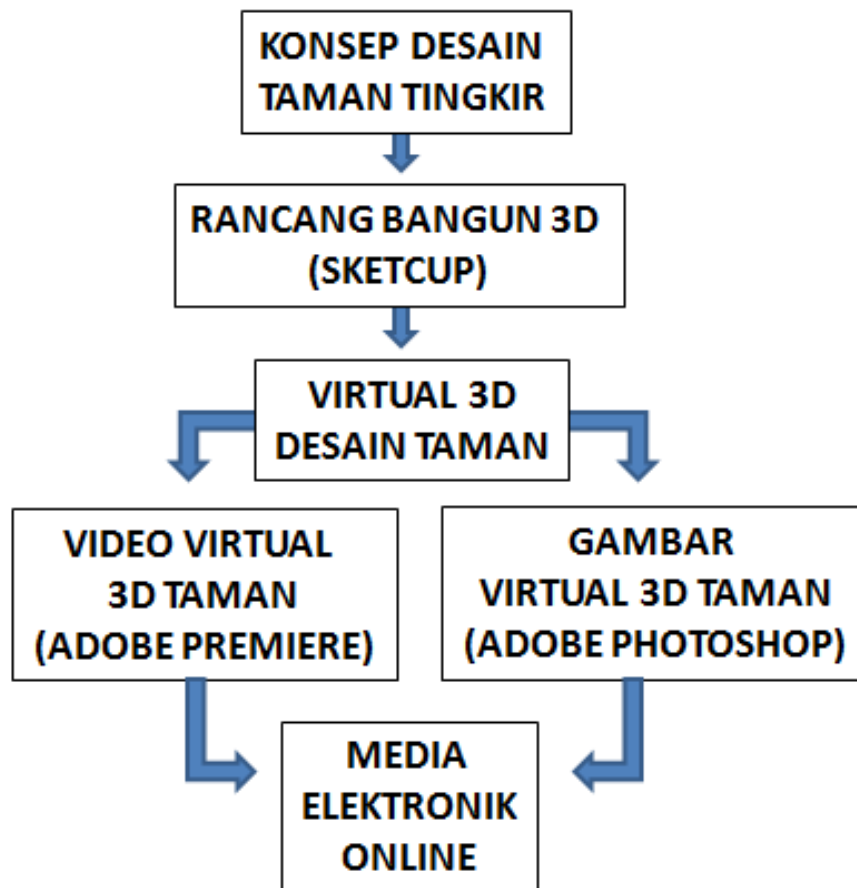 KONSEP DESAIN
TAMAN TINGKIR
RANCANG BANGUN 3D
(SKETCUP)
VIRTUAL 3D
DESAIN TAMAN
VIDEO VIRTUAL
3D TAMAN
(ADOBE PREMIERE)
GAMBAR
VIRTUAL 3D TAMAN
(ADOBE PHOTOSHOP)
MEDIA
ELEKTRONIK
ONLINE